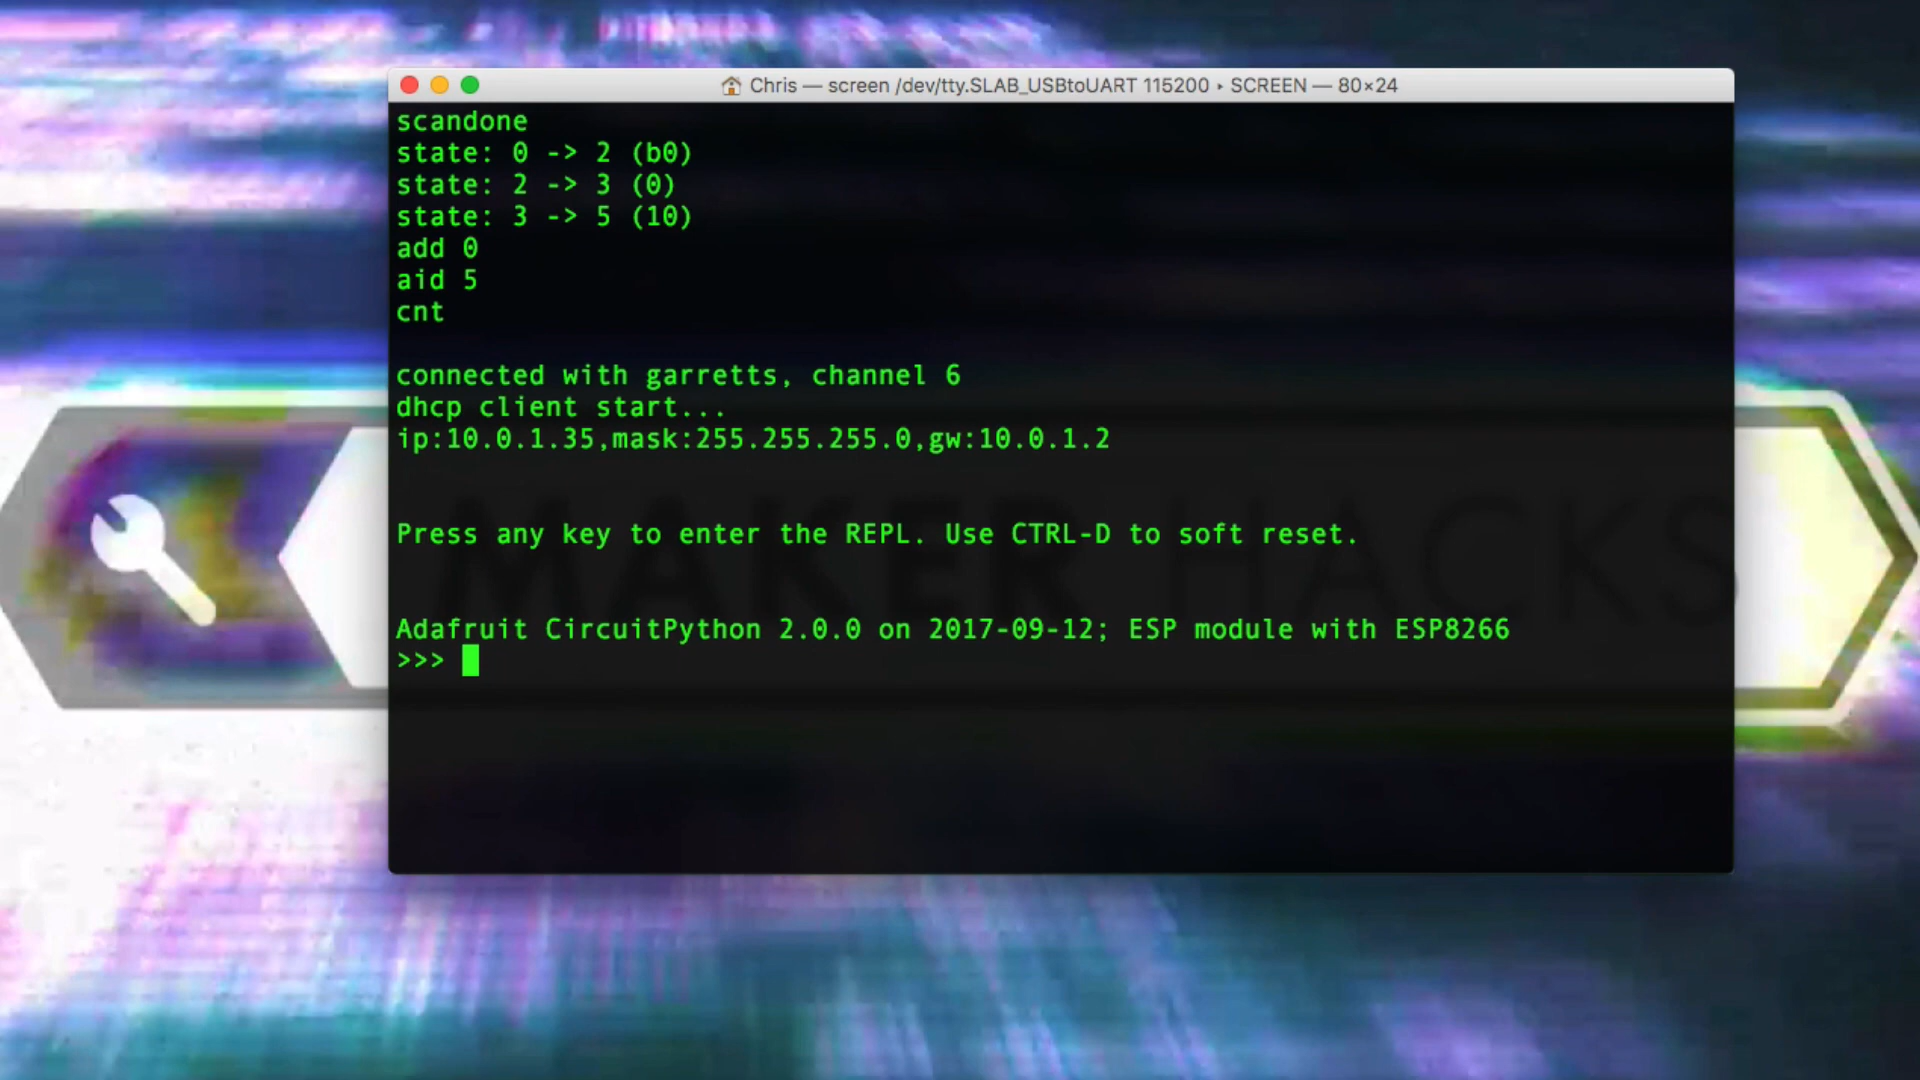 Chris — screen /dev/tty.SLAB_USBtoUART 115200 ▸ SCREEN — 80×24
scandone
state: 0 -> 2 (b0)
state: 2 -> 3 (0)
state: 3 -> 5 (10)
add 0
aid 5
cnt
connected with garretts, channel 6
dhcp client start...
ip:10.0.1.35,mask:255.255.255.0,gw:10.0.1.2
Press any key to enter the REPL. Use CTRL-D to soft reset.
MAKER HACKS
Adafruit CircuitPython 2.0.0 on 2017-09-12; ESP module with ESP8266
>>>